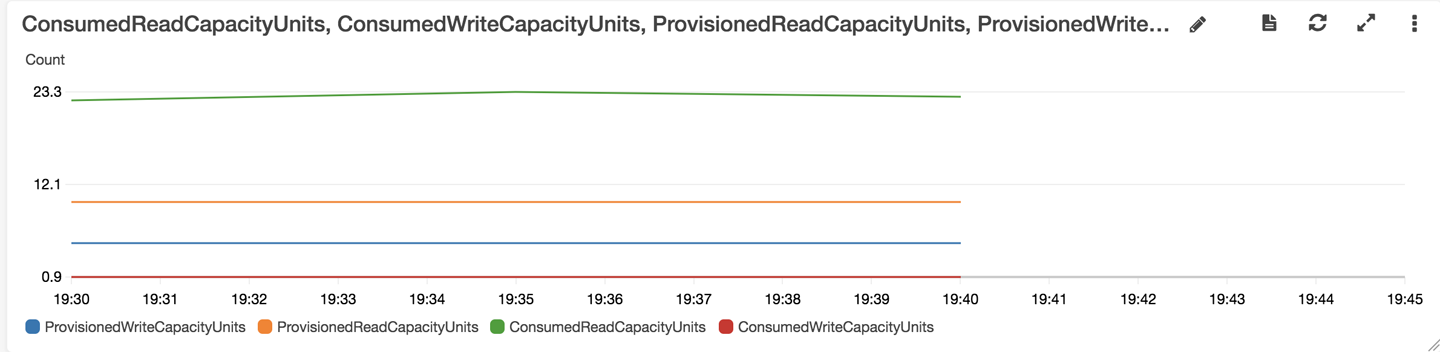 ConsumedReadCapacityUnits, ConsumedWriteCapacityUnits, ProvisionedReadCapacityUnits, ProvisionedWrite...
Count
23.3
12.1
0.9
19:30 19:31 19:32 19:33 19:34 19:35 19:36 19:37 19:38 19:39 19:40 19:41 19:42 19:43 19:44 19:45
ProvisionedWriteCapacityUnits ProvisionedReadCapacityUnits ConsumedReadCapacityUnits ConsumedWriteCapacityUnits